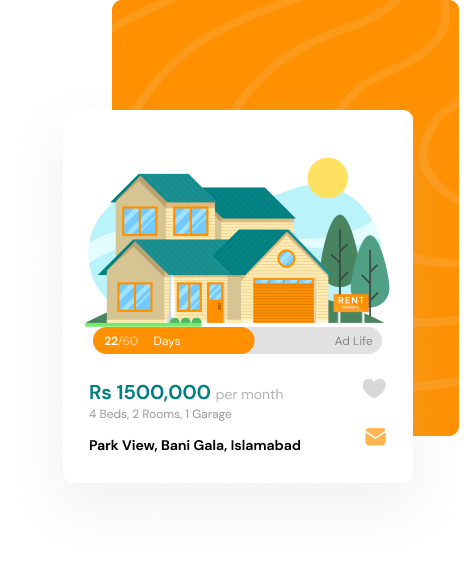 RENT
22/60 Days Ad Life
Rs 1500,000 per month
4 Beds, 2 Rooms, 1 Garage
Park View, Bani Gala, Islamabad